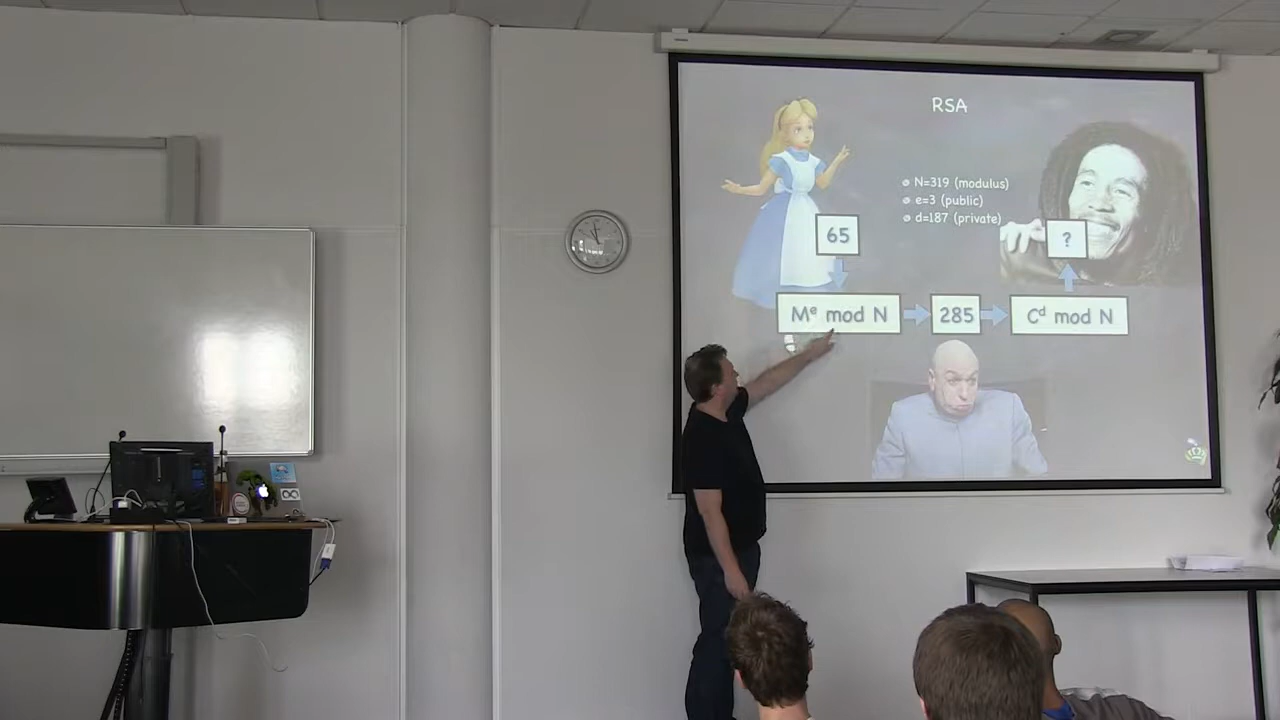 RSA
N=319 (modulus)
e=3 (public)
d=187 (private)
65
?
Mᵉ mod N
285
Cᵈ mod N